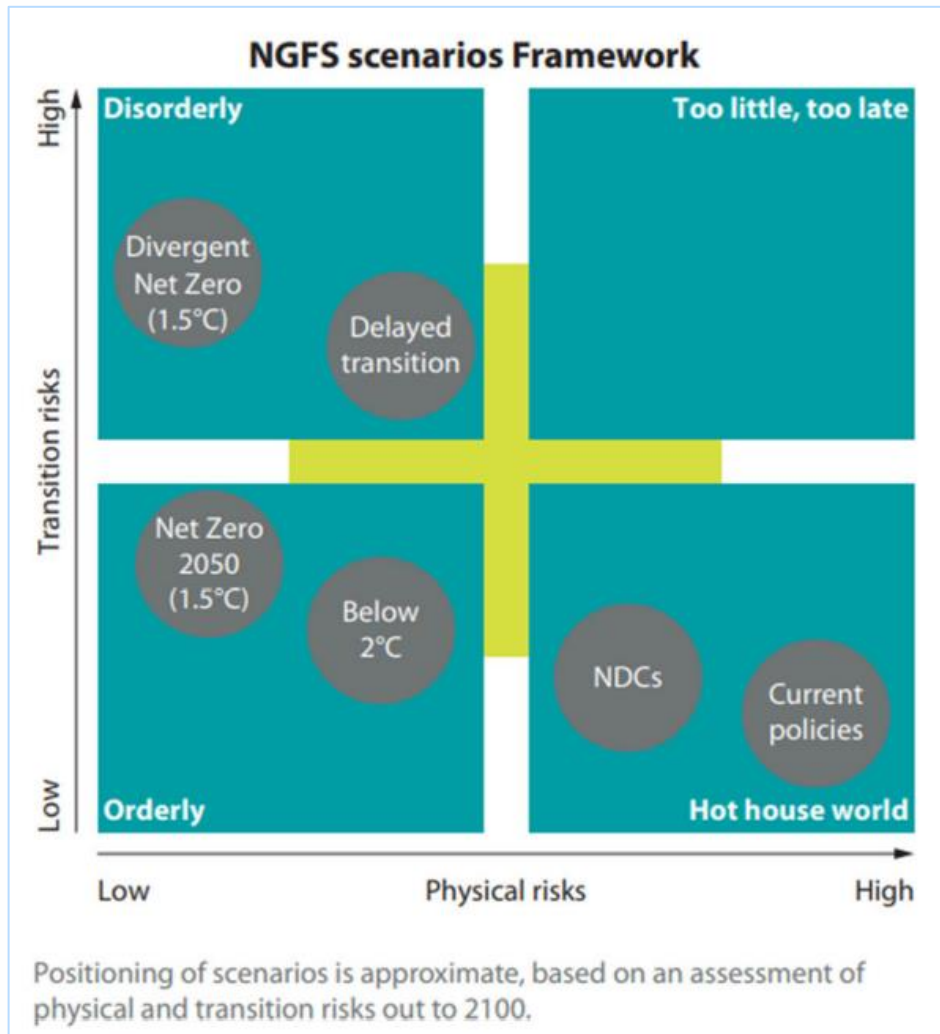 NGFS scenarios Framework
High
Disorderly
Too little, too late
Divergent
Net Zero
(1.5°C)
Delayed
transition
Transition risks
Net Zero
2050
(1.5°C)
Below
2°C
NDCs
Current
policies
Low
Orderly
Hot house world
Low
Physical risks
High
Positioning of scenarios is approximate, based on an assessment of
physical and transition risks out to 2100.